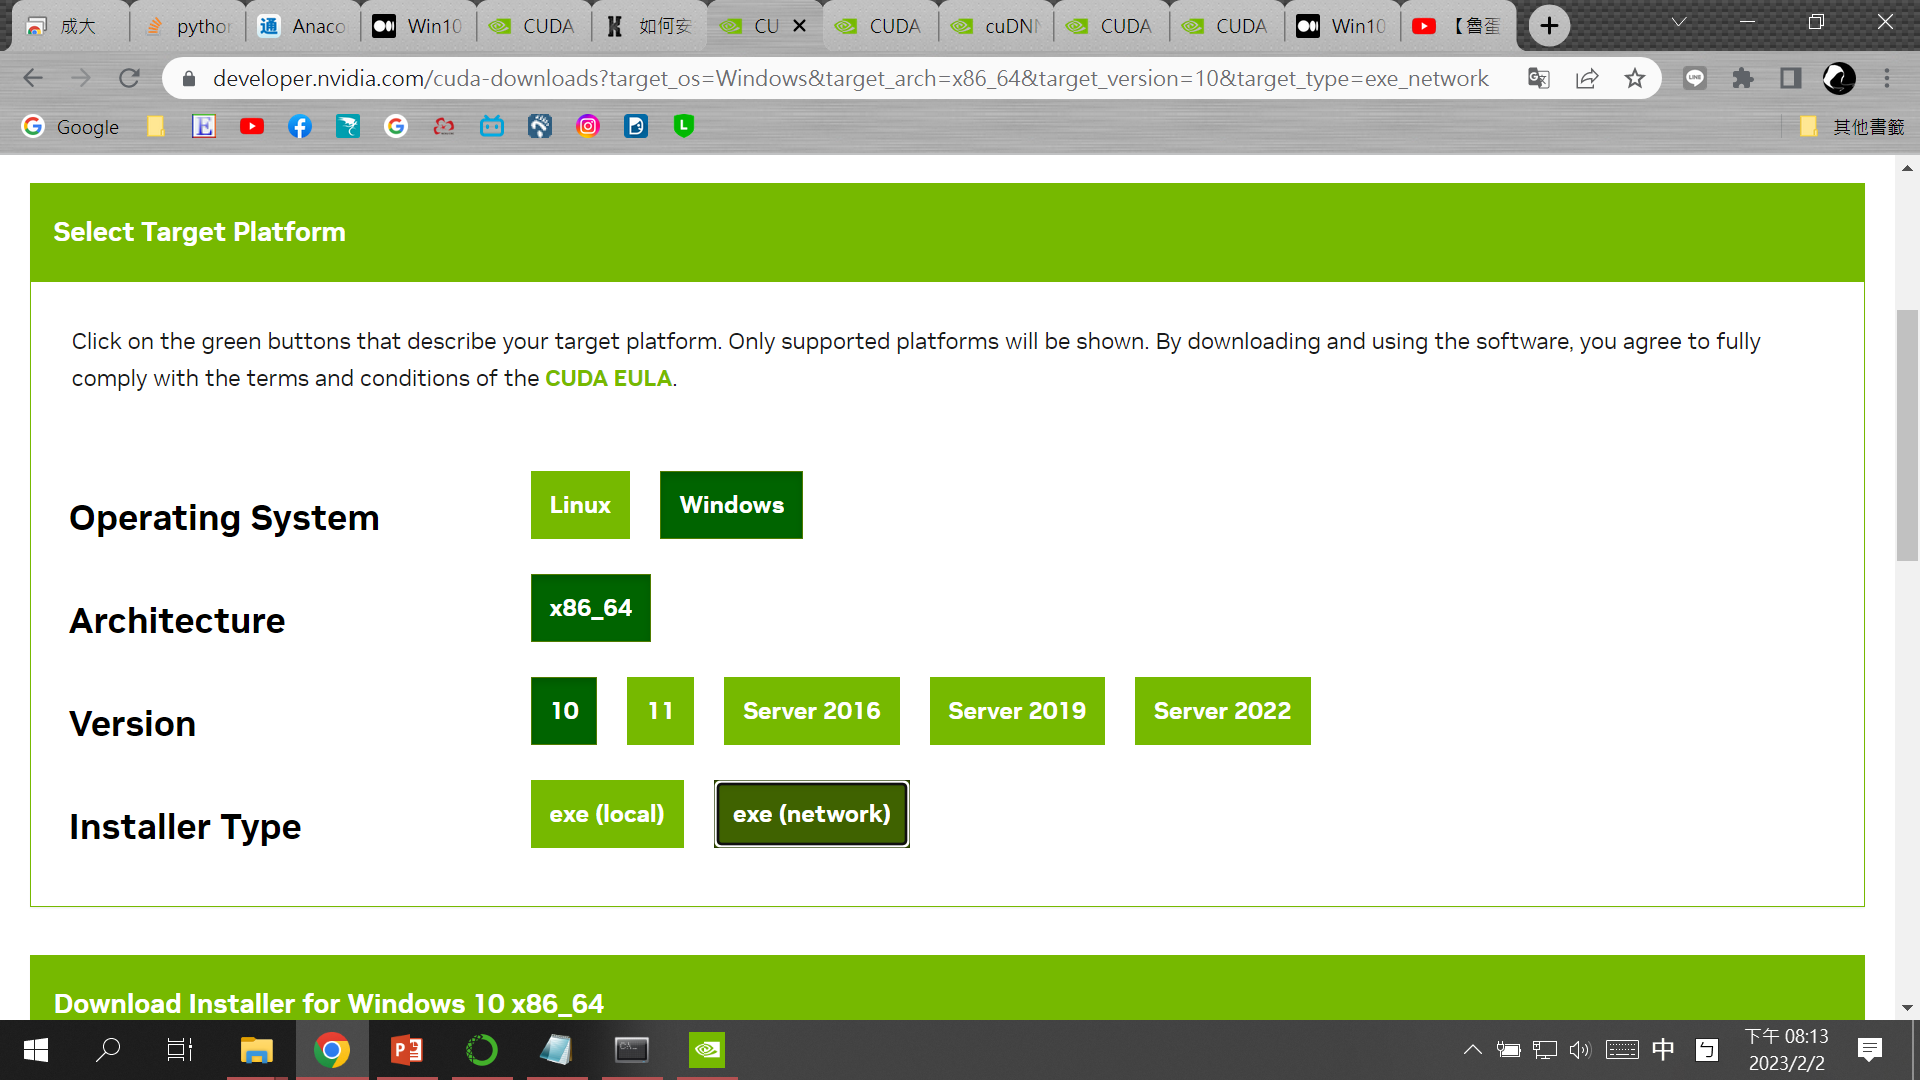 成大
python
Anaco
Win10
CUDA
如何安
CU
CUDA
cuDNN
CUDA
CUDA
Win10
【魯蛋
developer.nvidia.com/cuda-downloads?target_os=Windows&target_arch=x86_64&target_version=10&target_type=exe_network
Google
其他書籤
Select Target Platform
Click on the green buttons that describe your target platform. Only supported platforms will be shown. By downloading and using the software, you agree to fully
comply with the terms and conditions of the CUDA EULA.
Operating System
Linux
Windows
Architecture
x86_64
Version
10
11
Server 2016
Server 2019
Server 2022
Installer Type
exe (local)
exe (network)
Download Installer for Windows 10 x86_64
中
ㄅ
下午 08:13
2023/2/2